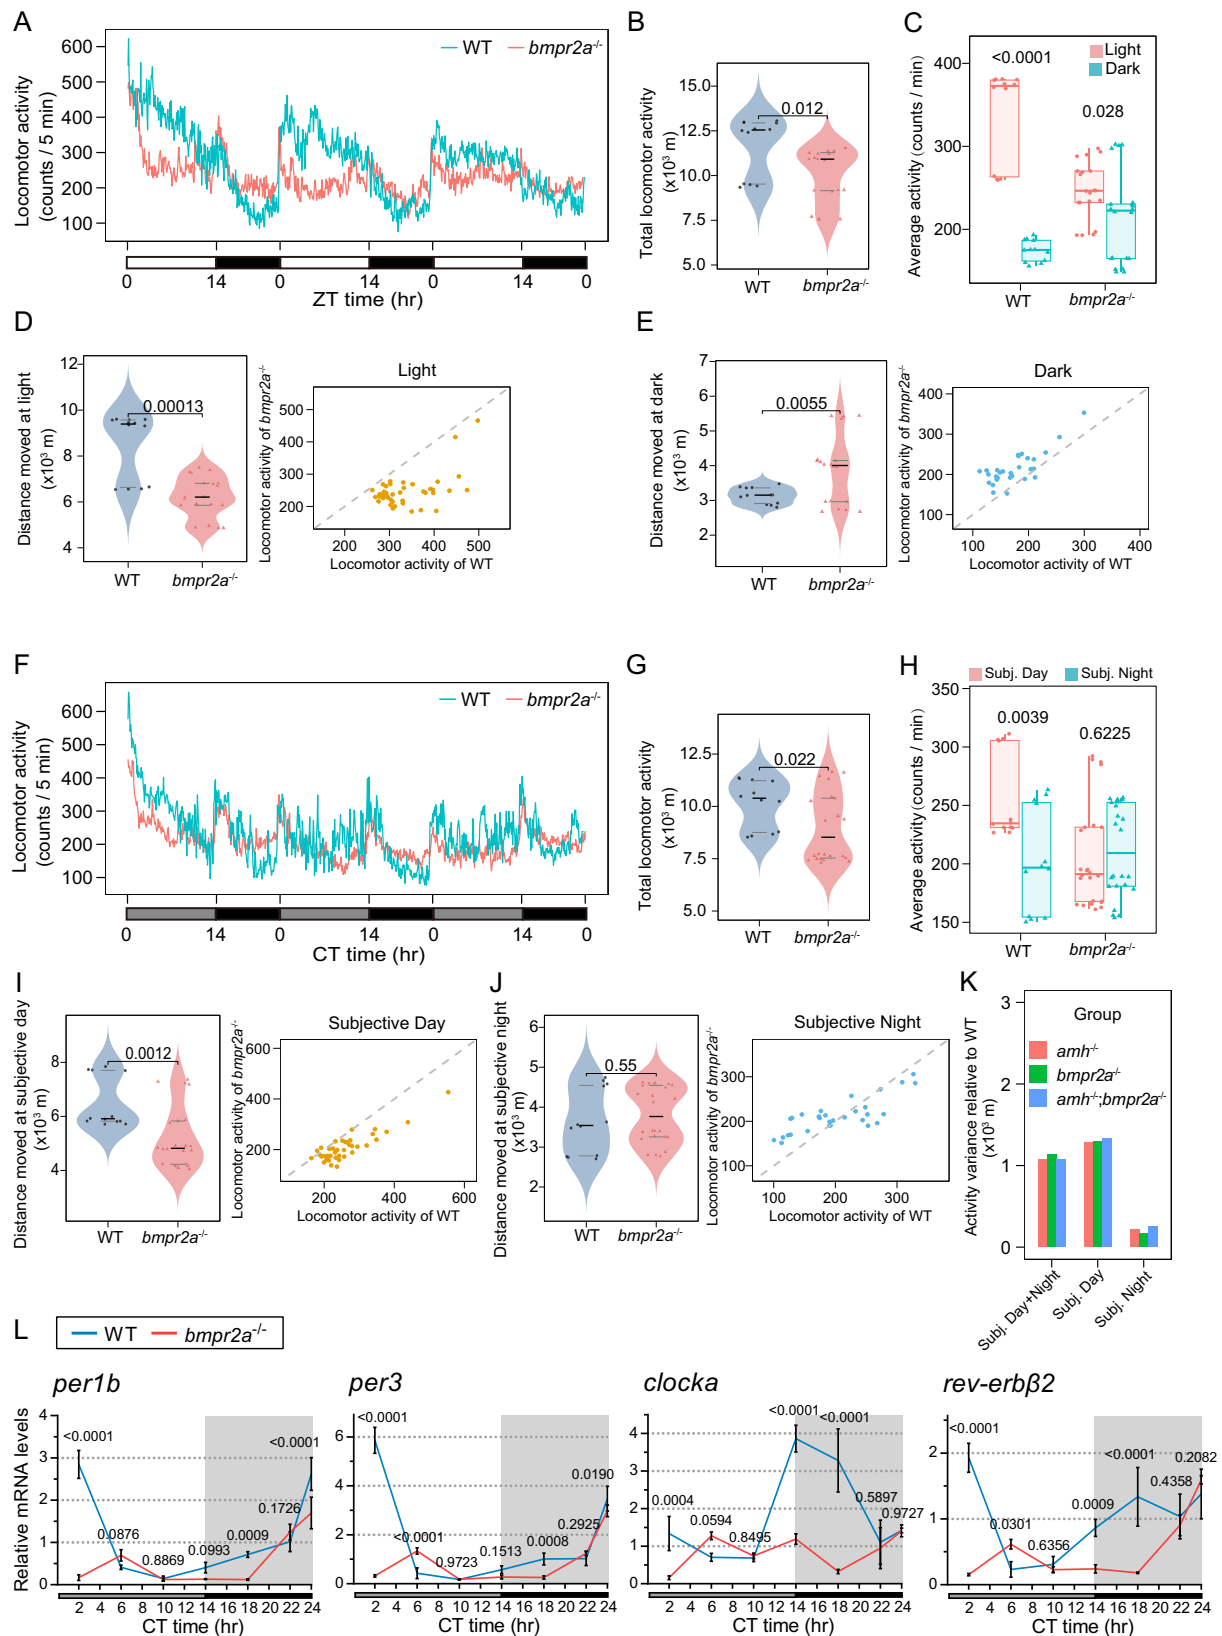 A
WT bmpr2a-/-
Locomotor activity
(counts / 5 min)
600
500
400
300
200
100
0 14 0 14 0 14 0
ZT time (hr)
B
Total locomotor activity
(x10³ m)
15.0
12.5
10.0
7.5
5.0
0.012
WT bmpr2a-/-
C
Average activity (counts / min)
400
300
200
<0.0001
Light
Dark
0.028
WT bmpr2a-/-
D
Distance moved at light
(x10³ m)
12
10
8
6
4
0.00013
WT bmpr2a-/-
Light
Locomotor activity of bmpr2a-/-
500
400
300
200
200 300 400 500
Locomotor activity of WT
E
Distance moved at dark
(x10³ m)
7
6
5
4
3
2
0.0055
WT bmpr2a-/-
Dark
Locomotor activity of bmpr2a-/-
400
300
200
100
100 200 300 400
Locomotor activity of WT
F
WT bmpr2a-/-
Locomotor activity
(counts / 5 min)
600
500
400
300
200
100
0 14 0 14 0 14 0
CT time (hr)
G
Total locomotor activity
(x10³ m)
12.5
10.0
7.5
5.0
0.022
WT bmpr2a-/-
H
Subj. Day Subj. Night
Average activity (counts / min)
350
300
250
200
150
0.0039
0.6225
WT bmpr2a-/-
I
Distance moved at subjective day
(x10³ m)
8
6
4
0.0012
WT bmpr2a-/-
Subjective Day
Locomotor activity of bmpr2a-/-
600
400
200
200 400 600
Locomotor activity of WT
J
Distance moved at subjective night
(x10³ m)
6
5
4
3
2
0.55
WT bmpr2a-/-
Subjective Night
Locomotor activity of bmpr2a-/-
300
200
100
100 200 300
Locomotor activity of WT
K
Activity variance relative to WT
(x10³ m)
3
2
1
0
Group
amh-/-
bmpr2a-/-
amh-/-;bmpr2a-/-
Subj. Day+Night
Subj. Day
Subj. Night
L
WT bmpr2a-/-
per1b
Relative mRNA levels
4
3
2
1
0
<0.0001
0.0876
0.8869
0.0993
0.0009
0.1726
<0.0001
2 4 6 8 10 12 14 16 18 20 22 24
CT time (hr)
per3
6
4
2
0
<0.0001
<0.0001
0.9723
0.1513
0.0008
0.2925
0.0190
2 4 6 8 10 12 14 16 18 20 22 24
CT time (hr)
clocka
4
3
2
1
0
0.0004
0.0594
0.8495
<0.0001
<0.0001
0.5897
0.9727
2 4 6 8 10 12 14 16 18 20 22 24
CT time (hr)
rev-erbβ2
2
1
0
<0.0001
0.0301
0.6356
0.0009
<0.0001
0.4358
0.2082
2 4 6 8 10 12 14 16 18 20 22 24
CT time (hr)